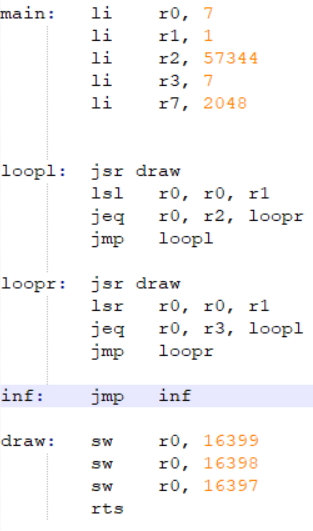 main: li r0, 7
li r1, 1
li r2, 57344
li r3, 7
li r7, 2048
loopl: jsr draw
lsl r0, r0, r1
jeq r0, r2, loopr
jmp loopl
loopr: jsr draw
lsr r0, r0, r1
jeq r0, r3, loopl
jmp loopr
inf: jmp inf
draw: sw r0, 16399
sw r0, 16398
sw r0, 16397
rts